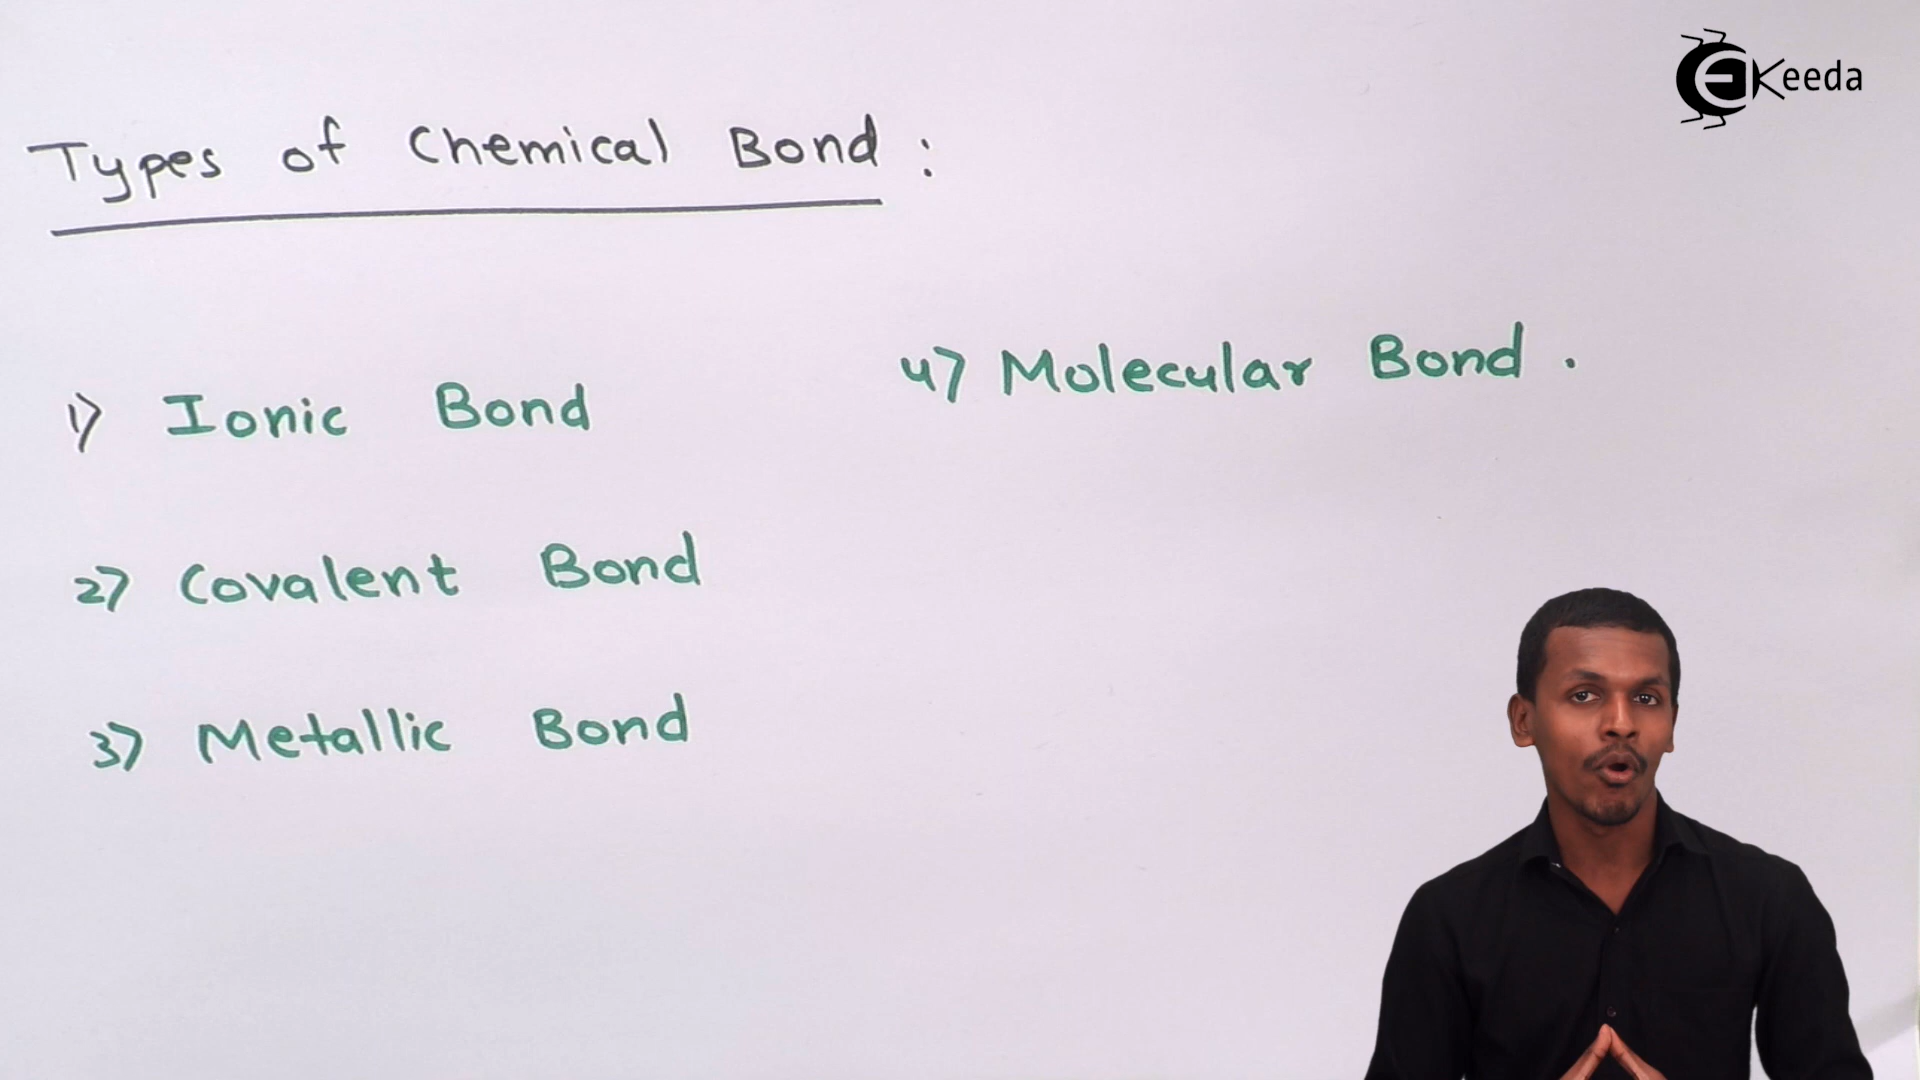 EKeeda
Types of Chemical Bond :
1) Ionic Bond
2) Covalent Bond
3) Metallic Bond
4) Molecular Bond .